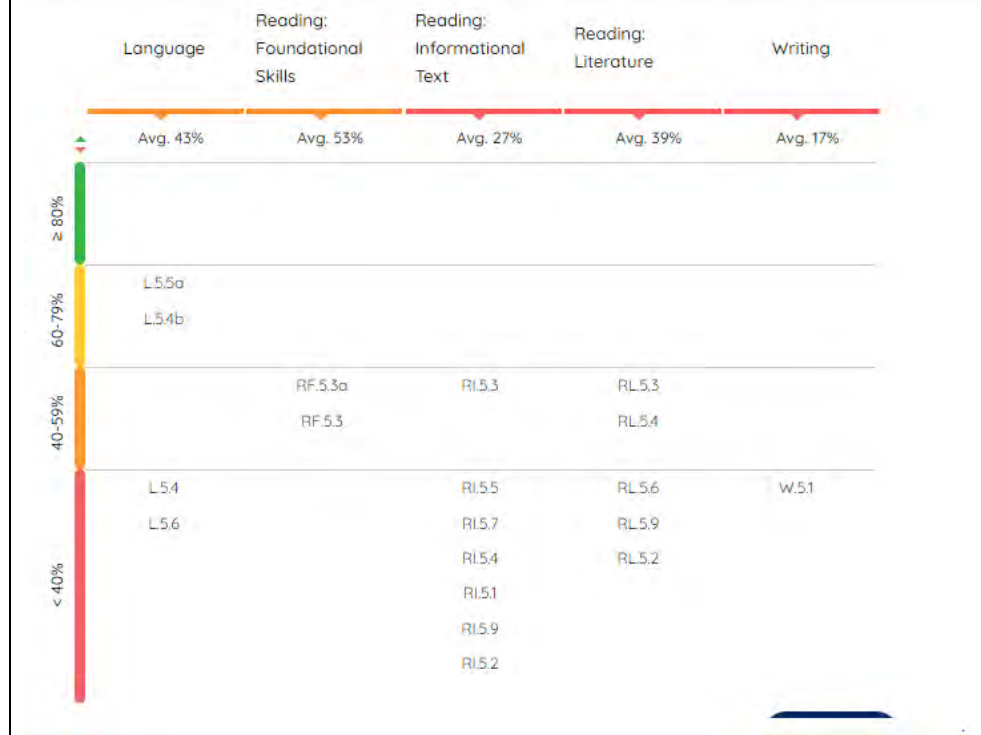 Language
Reading:
Foundational
Skills
Reading:
Informational
Text
Reading:
Literature
Writing
Avg. 43%
Avg. 53%
Avg. 27%
Avg. 39%
Avg. 17%
≥ 80%
60-79%
L.5.5a
L.5.4b
40-59%
RF.5.3a
RI.5.3
RL.5.3
RF.5.3
RL.5.4
< 40%
L.5.4
RI.5.5
RL.5.6
W.5.1
L.5.6
RI.5.7
RL.5.9
RI.5.4
RL.5.2
RI.5.1
RI.5.9
RI.5.2